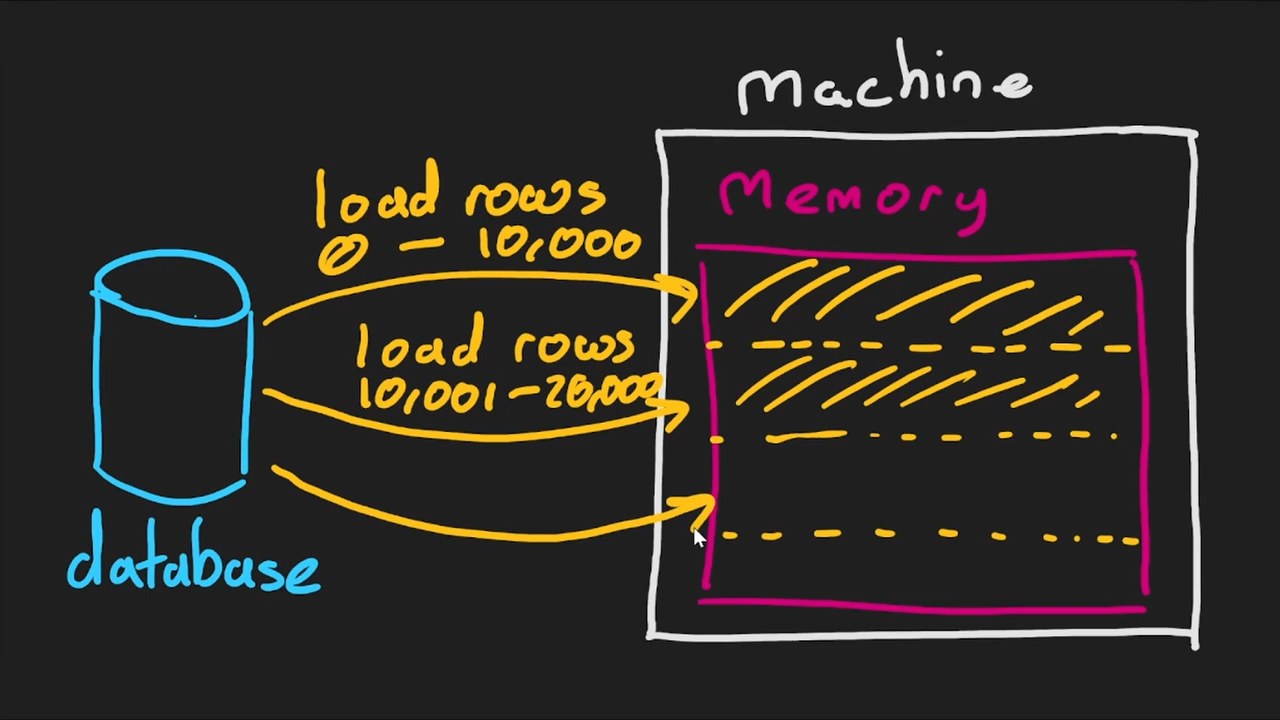 Machine
Memory
load rows
0 - 10,000
load rows
10,001 - 20,000
database